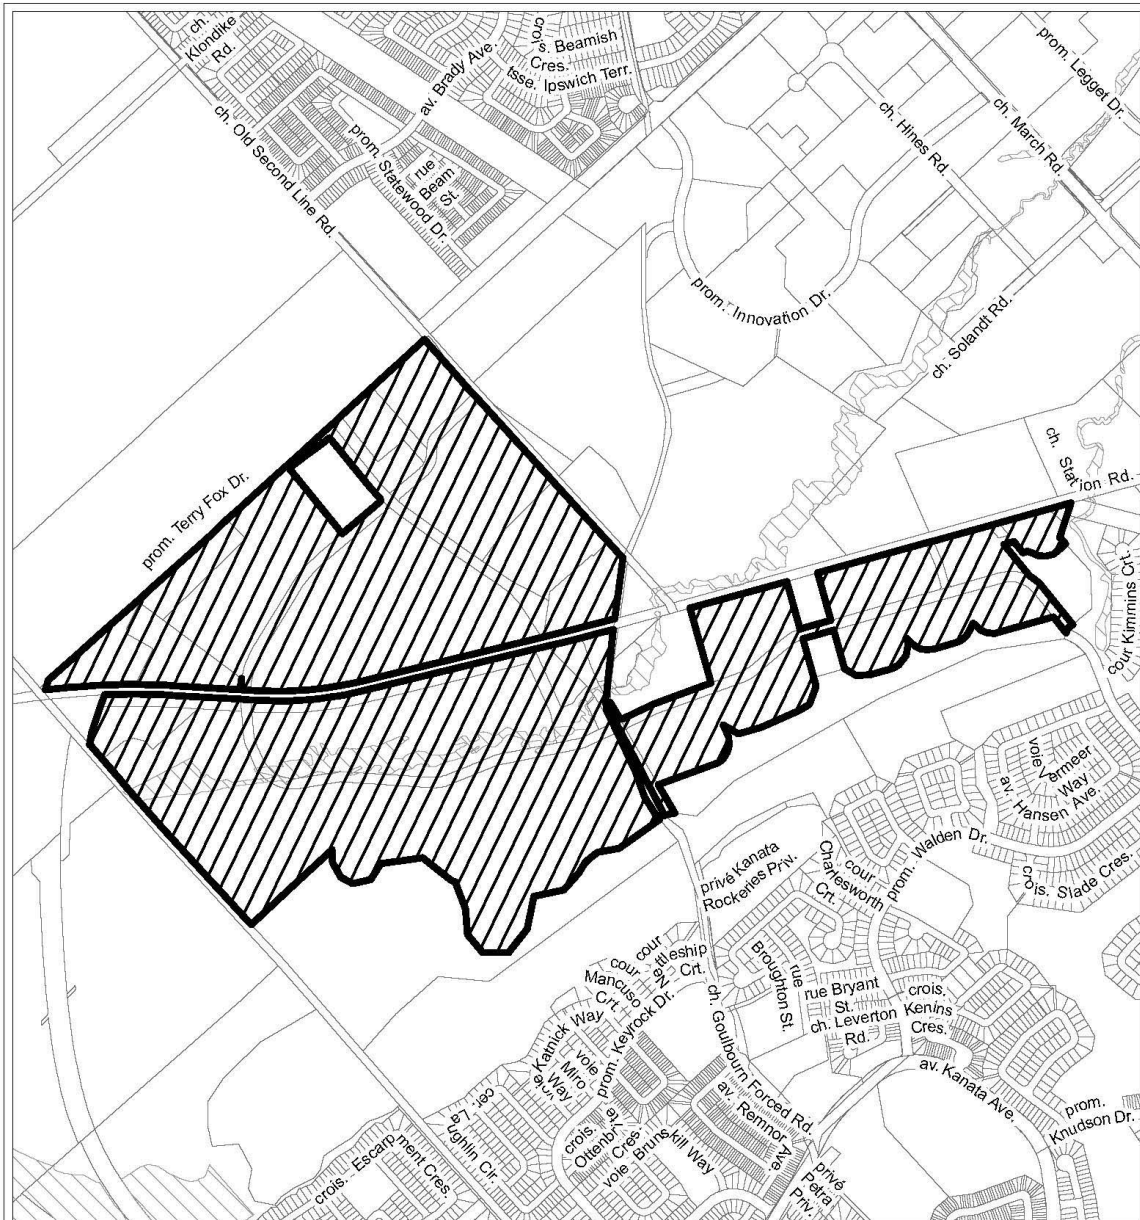 ch.
Klondike
Rd.
crois. Beamish
Cres.
tsse. Ipswich Terr.
av. Brady Ave.
prom. Legget Dr.
ch. Old Second Line Rd.
prom. Statewood Dr.
rue
Beam
St.
ch. Hines Rd.
ch. March Rd.
prom. Innovation Dr.
ch. Solandt Rd.
ch. Station Rd.
prom. Terry Fox Dr.
cour Kimmins Crt.
voie Vermeer
Way
av. Hansen Ave.
prom. Walden Dr.
crois. Slade Cres.
privé Kanata
Rockeries Priv.
cour
Charlesworth
Crt.
cour
Nettleship
Crt.
cour
Mancuso
Crt.
rue
Broughton St.
rue Bryant
St.
ch. Leverton
Rd.
crois.
Kenins
Cres.
prom. Keyrock Dr.
voie Katnick Way
voie
Miro
Way
ch. Goulbourn Forced Rd.
av. Kanata Ave.
av. Remnor
Ave
prom.
Knudson Dr.
cer. Laughlin Cir.
crois. Escarpment Cres.
crois.
Cres.
voie Brunskill Way
privé
Petra
Priv.